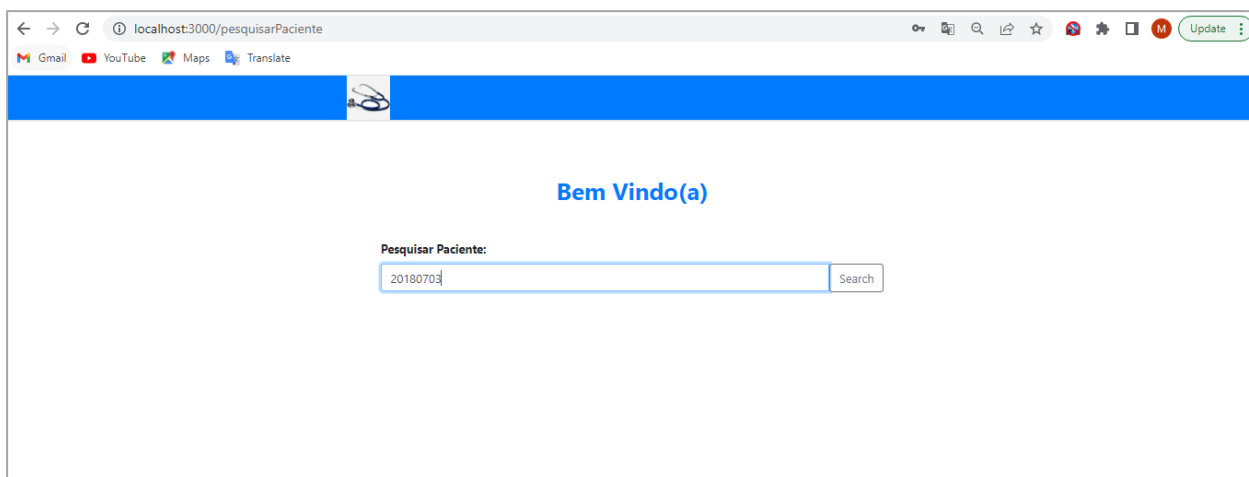 localhost:3000/pesquisarPaciente
M
Update
Gmail YouTube Maps Translate
Bem Vindo(a)
Pesquisar Paciente:
20180703
Search